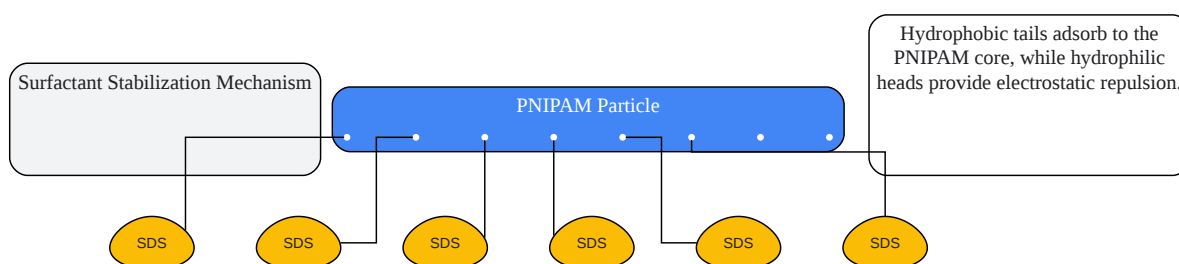 Surfactant Stabilization Mechanism
PNIPAM Particle
Hydrophobic tails adsorb to the
PNIPAM core, while hydrophilic
heads provide electrostatic repulsion.
SDS
SDS
SDS
SDS
SDS
SDS